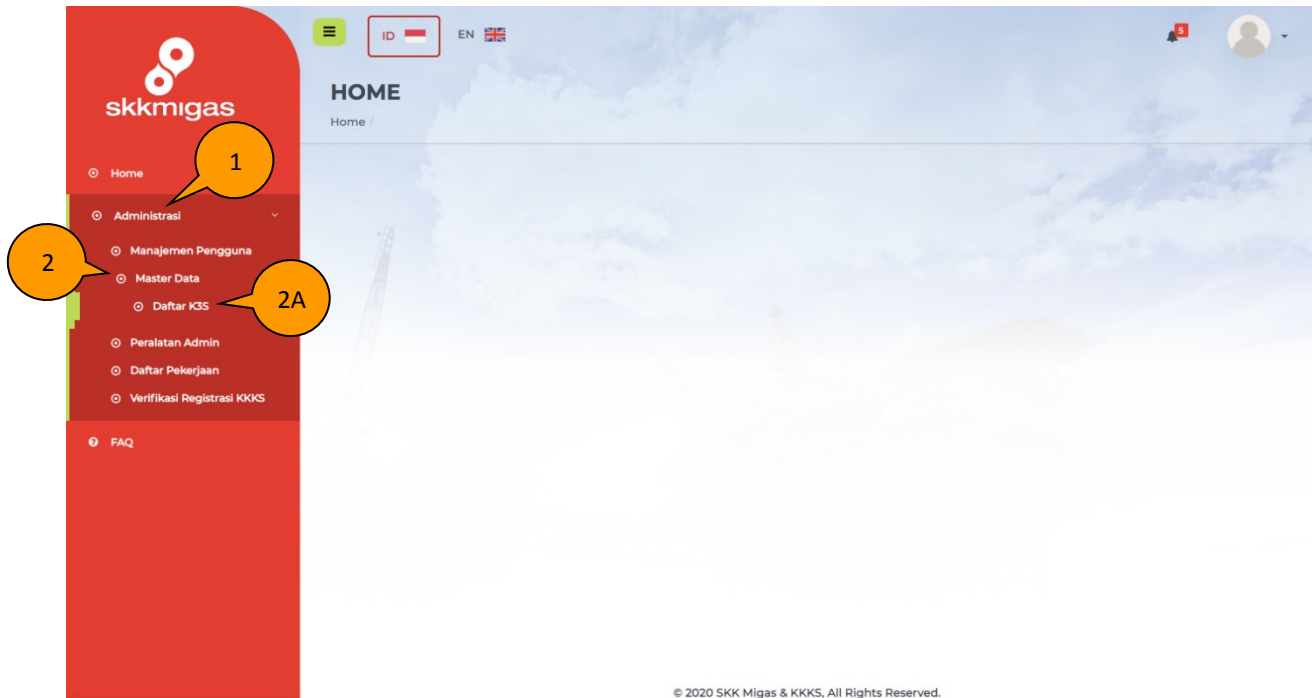 skkmigas
ID EN
5
HOME
Home /
1
Home
Administrasi
Manajemen Pengguna
2
Master Data
2A
Daftar K3S
Peralatan Admin
Daftar Pekerjaan
Verifikasi Registrasi KKKS
FAQ
© 2020 SKK Migas & KKKS, All Rights Reserved.